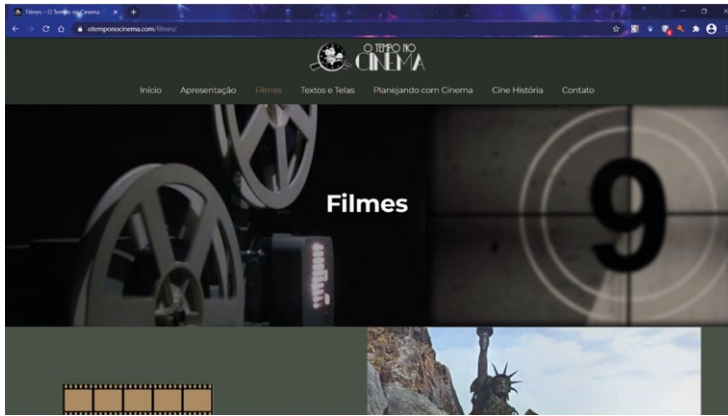 Filmes – O Tempo no Cinema
otemponocinema.com/filmes/
O TEMPO NO
CINEMA
Início Apresentação Filmes Textos e Telas Planejando com Cinema Cine História Contato
Filmes
9